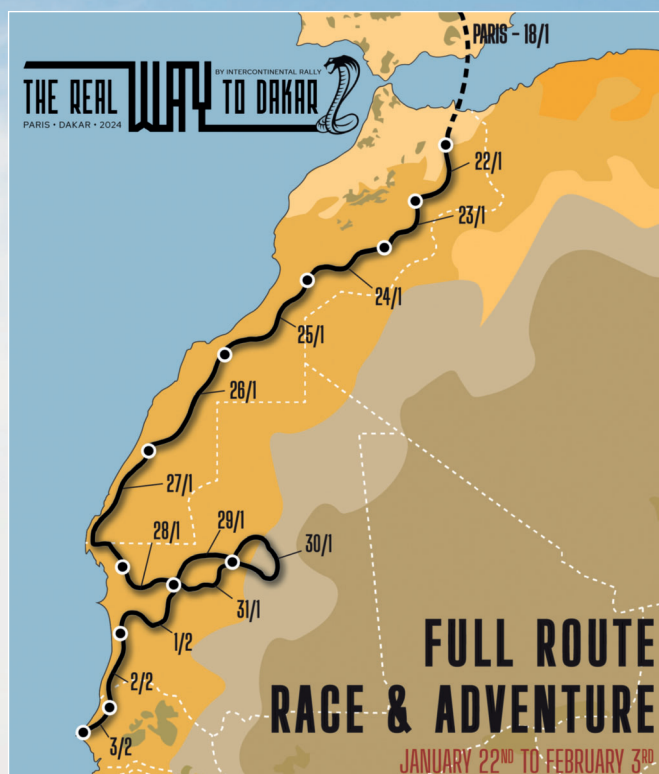 PARIS - 18/1
BY INTERCONTINENTAL RALLY
THE REAL WAY TO DAKAR
PARIS • DAKAR • 2024
22/1
23/1
24/1
25/1
26/1
27/1
28/1
29/1
30/1
31/1
1/2
2/2
3/2
FULL ROUTE
RACE & ADVENTURE
JANUARY 22ND TO FEBRUARY 3RD